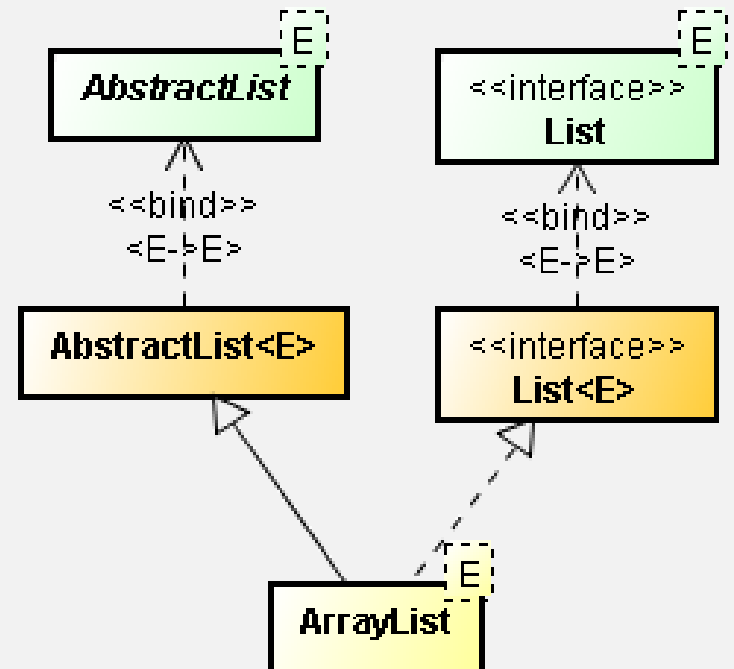 E
AbstractList
<<bind>>
<E->E>
AbstractList<E>
E
<<interface>>
List
<<bind>>
<E->E>
<<interface>>
List<E>
E
ArrayList